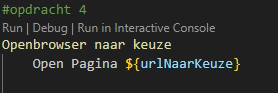 #opdracht 4
Run | Debug | Run in Interactive Console
Openbrowser naar keuze
Open Pagina ${urlNaarKeuze}